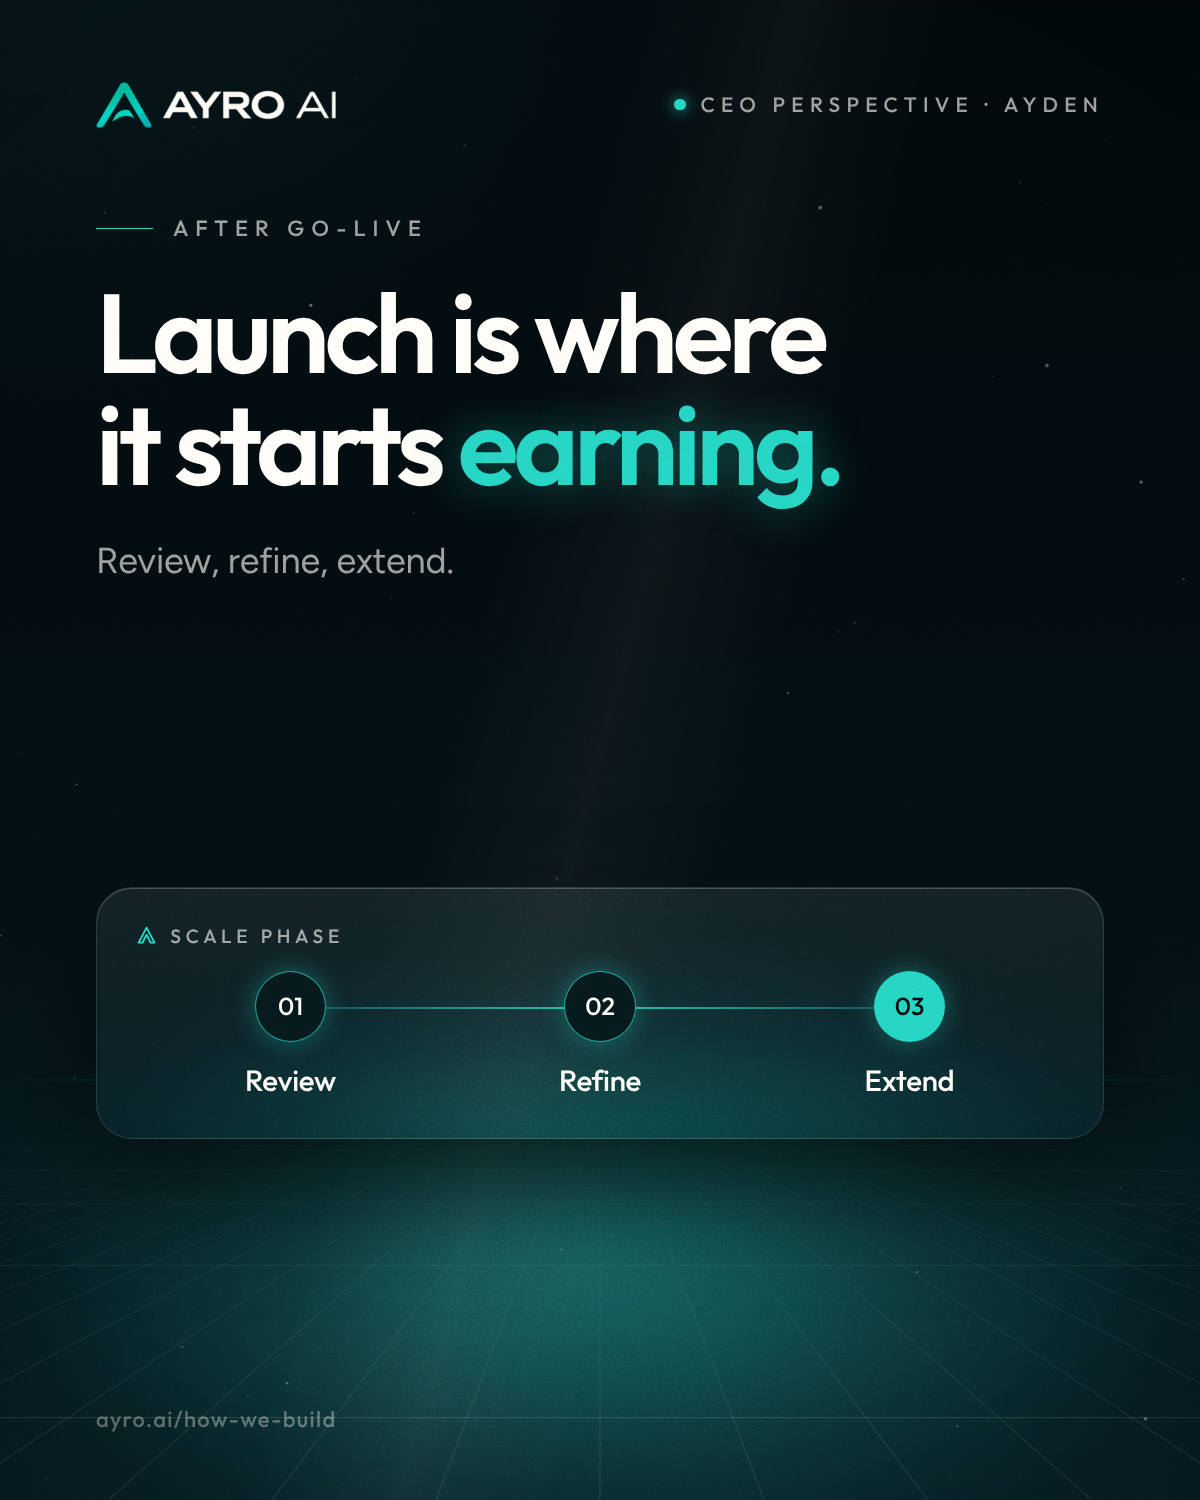 AYRO AI
CEO PERSPECTIVE · AYDEN
AFTER GO-LIVE
Launch is where
it starts earning.
Review, refine, extend.
SCALE PHASE
01
02
03
Review
Refine
Extend
ayro.ai/how-we-build